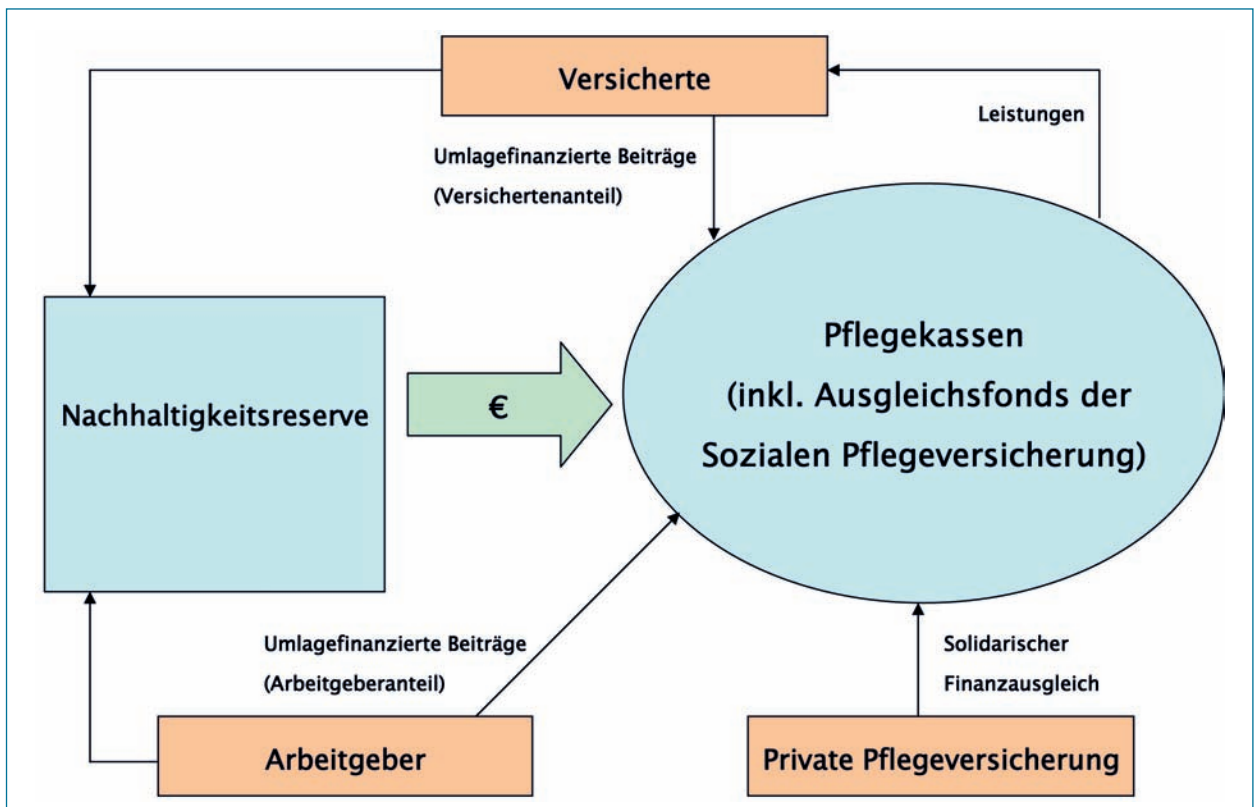 Versicherte
Leistungen
Umlagefinanzierte Beiträge
(Versichertenanteil)
Pflegekassen
(inkl. Ausgleichsfonds der
Sozialen Pflegeversicherung)
Nachhaltigkeitsreserve
€
Umlagefinanzierte Beiträge
(Arbeitgeberanteil)
Solidarischer
Finanzausgleich
Arbeitgeber
Private Pflegeversicherung